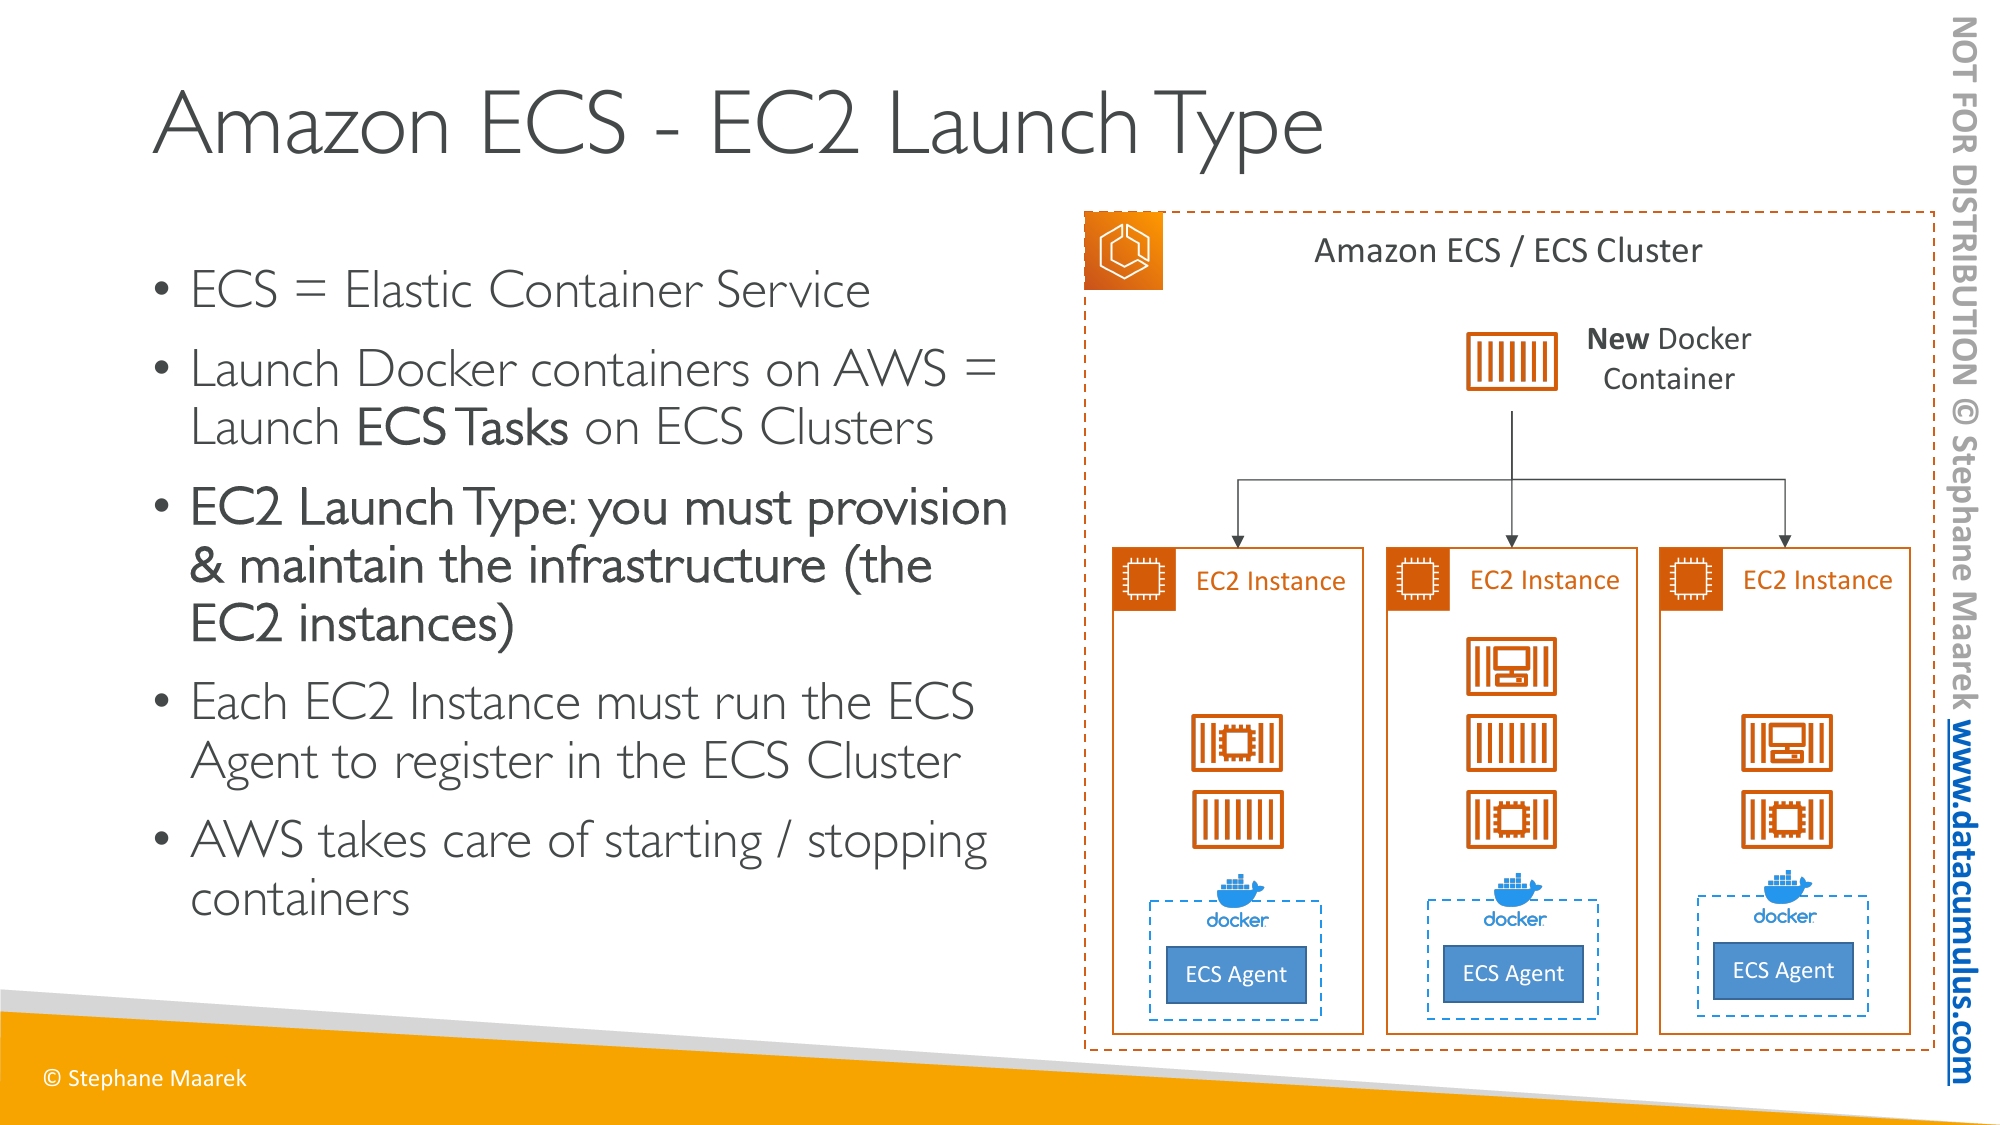 Amazon ECS - EC2 Launch Type
• ECS = Elastic Container Service
• Launch Docker containers on AWS =
Launch ECS Tasks on ECS Clusters
• EC2 Launch Type: you must provision
& maintain the infrastructure (the
EC2 instances)
• Each EC2 Instance must run the ECS
Agent to register in the ECS Cluster
• AWS takes care of starting / stopping
containers
Amazon ECS / ECS Cluster
New Docker
Container
EC2 Instance
EC2 Instance
EC2 Instance
docker
docker
docker
ECS Agent
ECS Agent
ECS Agent
© Stephane Maarek
NOT FOR DISTRIBUTION © Stephane Maarek www.datacumulus.com